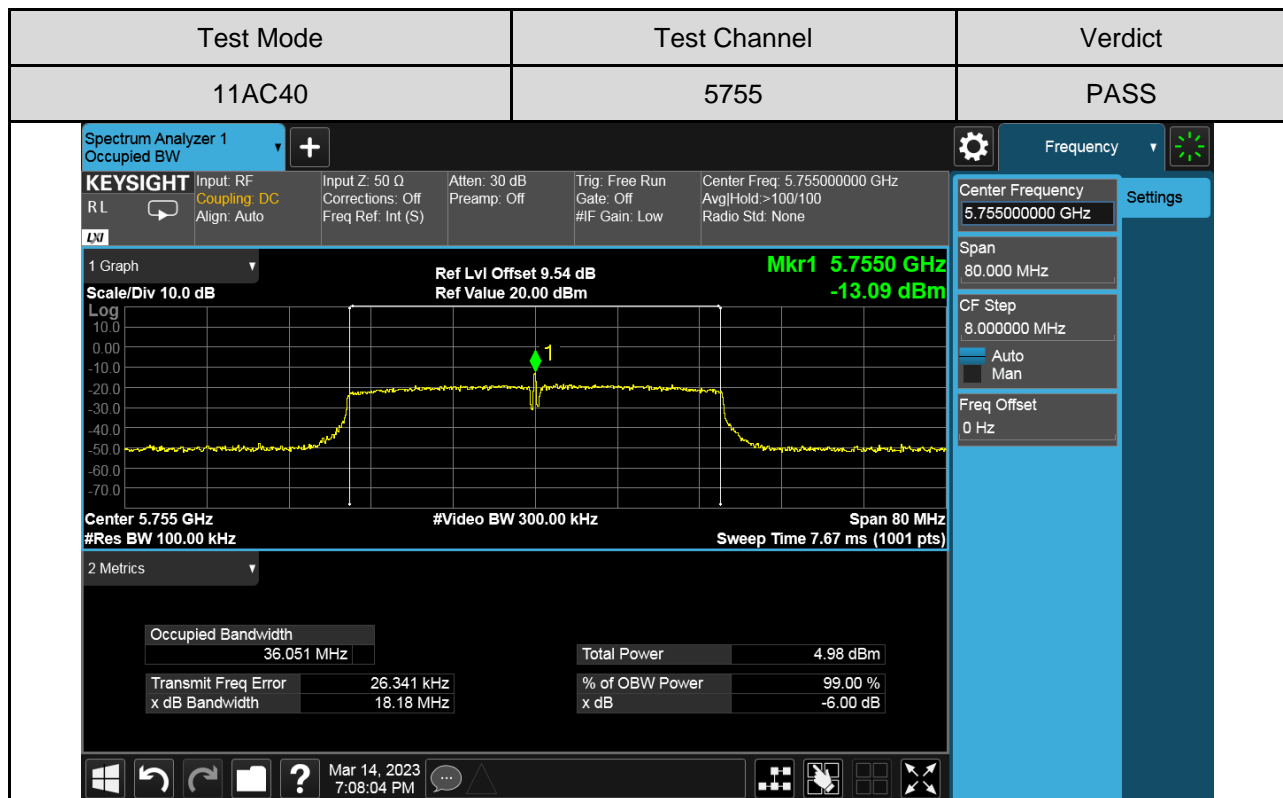 Test Mode Test Channel Verdict
11AC40 5755 PASS
Spectrum Analyzer 1
Occupied BW
+
Frequency
KEYSIGHT
R L
LXI
Input: RF
Coupling: DC
Align: Auto
Input Z: 50 Ω
Corrections: Off
Freq Ref: Int (S)
Atten: 30 dB
Preamp: Off
Trig: Free Run
Gate: Off
#IF Gain: Low
Center Freq: 5.755000000 GHz
Avg|Hold:>100/100
Radio Std: None
Center Frequency
5.755000000 GHz
Settings
Span
80.000 MHz
CF Step
8.000000 MHz
Auto
Man
Freq Offset
0 Hz
1 Graph
Scale/Div 10.0 dB
Ref Lvl Offset 9.54 dB
Ref Value 20.00 dBm
Mkr1 5.7550 GHz
-13.09 dBm
Log
10.0
0.00
-10.0
-20.0
-30.0
-40.0
-50.0
-60.0
-70.0
1
Center 5.755 GHz
#Res BW 100.00 kHz
#Video BW 300.00 kHz
Span 80 MHz
Sweep Time 7.67 ms (1001 pts)
2 Metrics
Occupied Bandwidth
36.051 MHz
Total Power 4.98 dBm
Transmit Freq Error 26.341 kHz
% of OBW Power 99.00 %
x dB Bandwidth 18.18 MHz
x dB -6.00 dB
?
Mar 14, 2023
7:08:04 PM